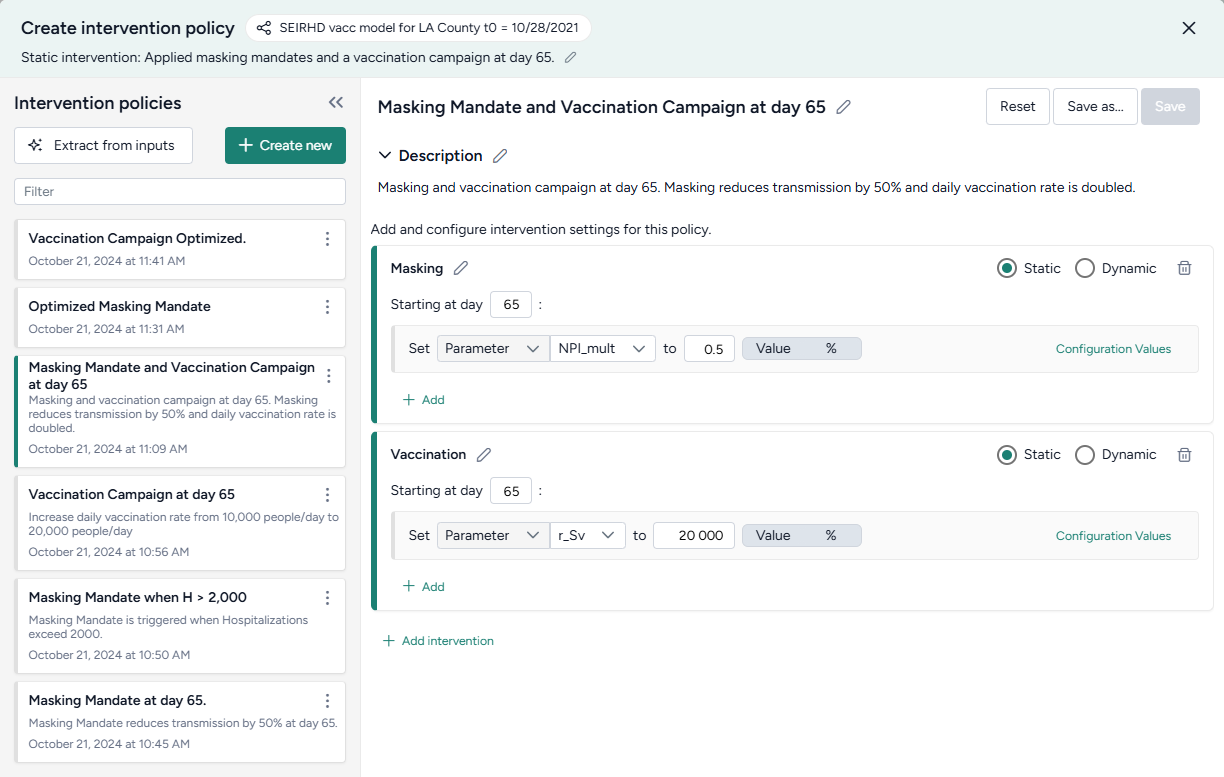 Create intervention policy
SEIRHD vacc model for LA County t0 = 10/28/2021
Static intervention: Applied masking mandates and a vaccination campaign at day 65.
Intervention policies
Extract from inputs
Create new
Filter
Vaccination Campaign Optimized.
October 21, 2024 at 11:41 AM
Optimized Masking Mandate
October 21, 2024 at 11:31 AM
Masking Mandate and Vaccination Campaign
at day 65
Masking and vaccination campaign at day 65. Masking
reduces transmission by 50% and daily vaccination rate is
doubled.
October 21, 2024 at 11:09 AM
Vaccination Campaign at day 65
Increase daily vaccination rate from 10,000 people/day to
20,000 people/day
October 21, 2024 at 10:56 AM
Masking Mandate when H > 2,000
Masking Mandate is triggered when Hospitalizations
exceed 2000.
October 21, 2024 at 10:50 AM
Masking Mandate at day 65.
Masking Mandate reduces transmission by 50% at day 65.
October 21, 2024 at 10:45 AM
Masking Mandate and Vaccination Campaign at day 65
Reset
Save as...
Save
Description
Masking and vaccination campaign at day 65. Masking reduces transmission by 50% and daily vaccination rate is doubled.
Add and configure intervention settings for this policy.
Masking
Static
Dynamic
Starting at day 65 :
Set Parameter NPI_mult to 0.5 Value % Configuration Values
Add
Vaccination
Static
Dynamic
Starting at day 65 :
Set Parameter r_Sv to 20 000 Value % Configuration Values
Add
Add intervention